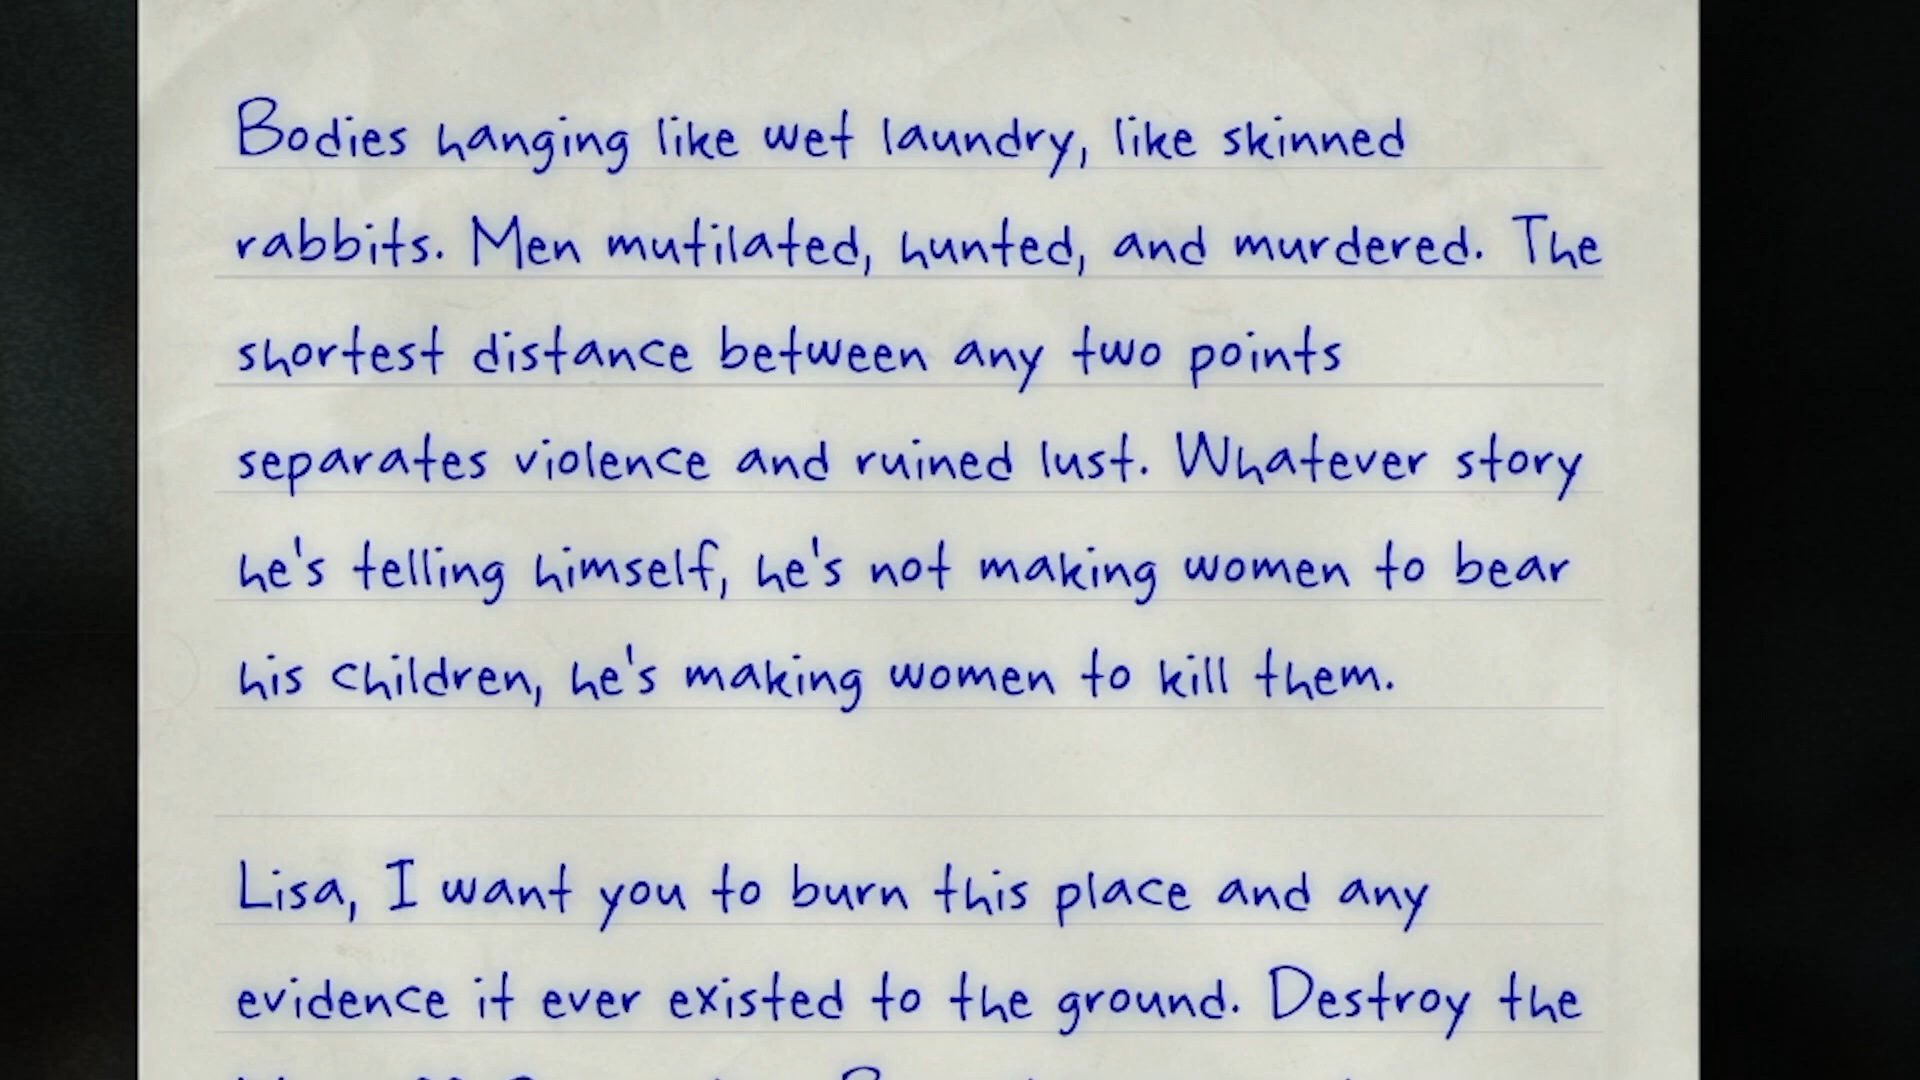 Bodies hanging like wet laundry, like skinned
rabbits. Men mutilated, hunted, and murdered. The
shortest distance between any two points
separates violence and ruined lust. Whatever story
he's telling himself, he's not making women to bear
his children, he's making women to kill them.
Lisa, I want you to burn this place and any
evidence it ever existed to the ground. Destroy the